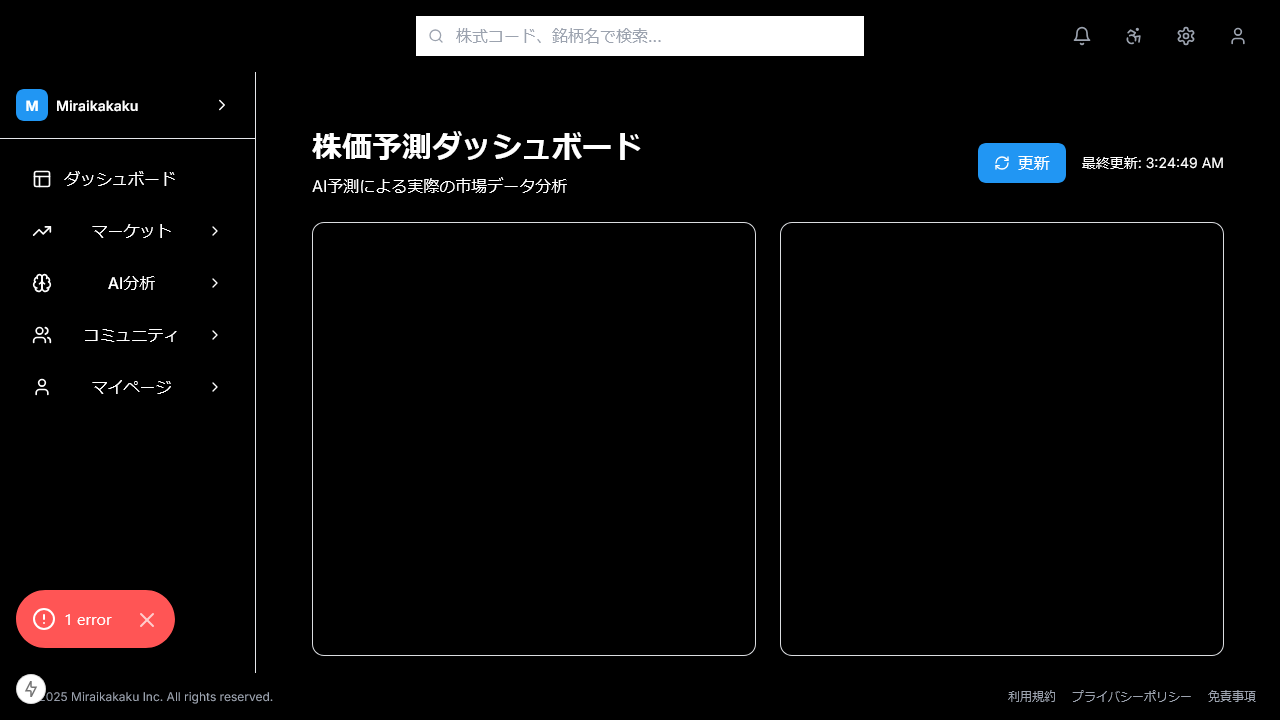 株式コード、銘柄名で検索...
M Miraikakaku
ダッシュボード
マーケット
AI分析
コミュニティ
マイページ
株価予測ダッシュボード
AI予測による実際の市場データ分析
更新
最終更新: 3:24:49 AM
1 error
2025 Miraikakaku Inc. All rights reserved.
利用規約 プライバシーポリシー 免責事項